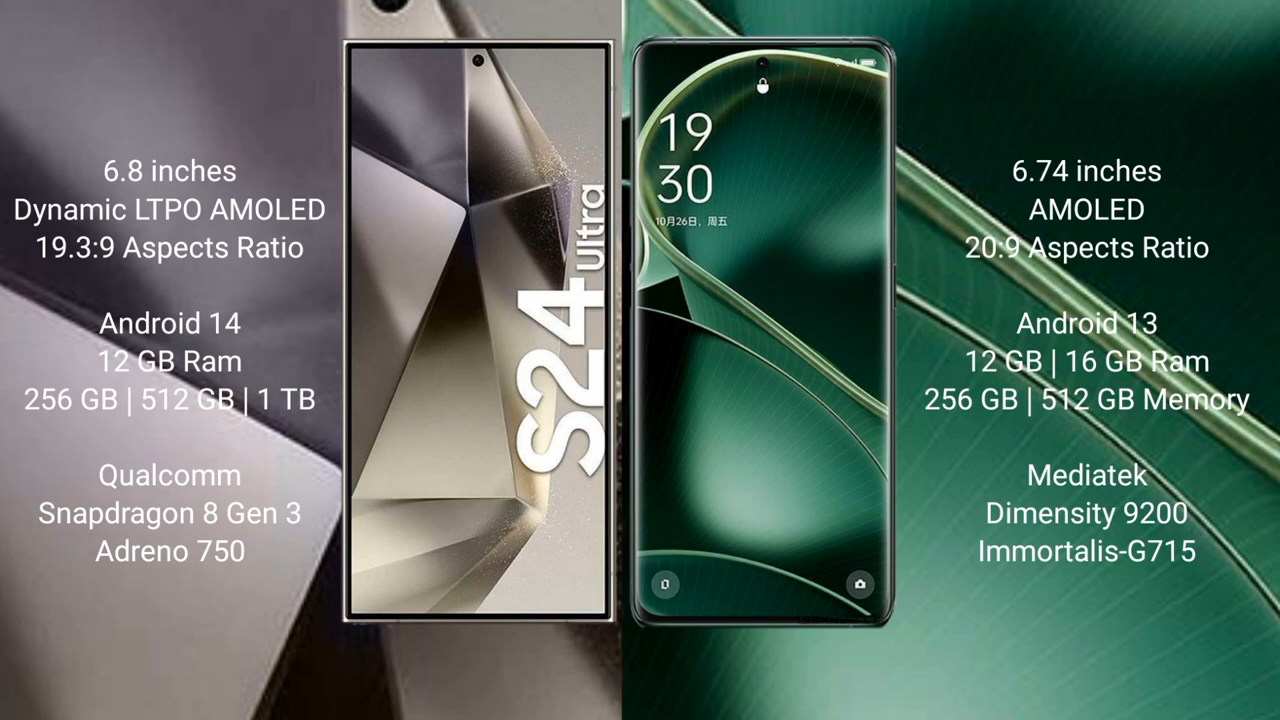 6.8 inches
Dynamic LTPO AMOLED
19.3:9 Aspects Ratio
Android 14
12 GB Ram
256 GB | 512 GB | 1 TB
Qualcomm
Snapdragon 8 Gen 3
Adreno 750
S24 Ultra
19
30
10月26日，周五
6.74 inches
AMOLED
20:9 Aspects Ratio
Android 13
12 GB | 16 GB Ram
256 GB | 512 GB Memory
Mediatek
Dimensity 9200
Immortalis-G715